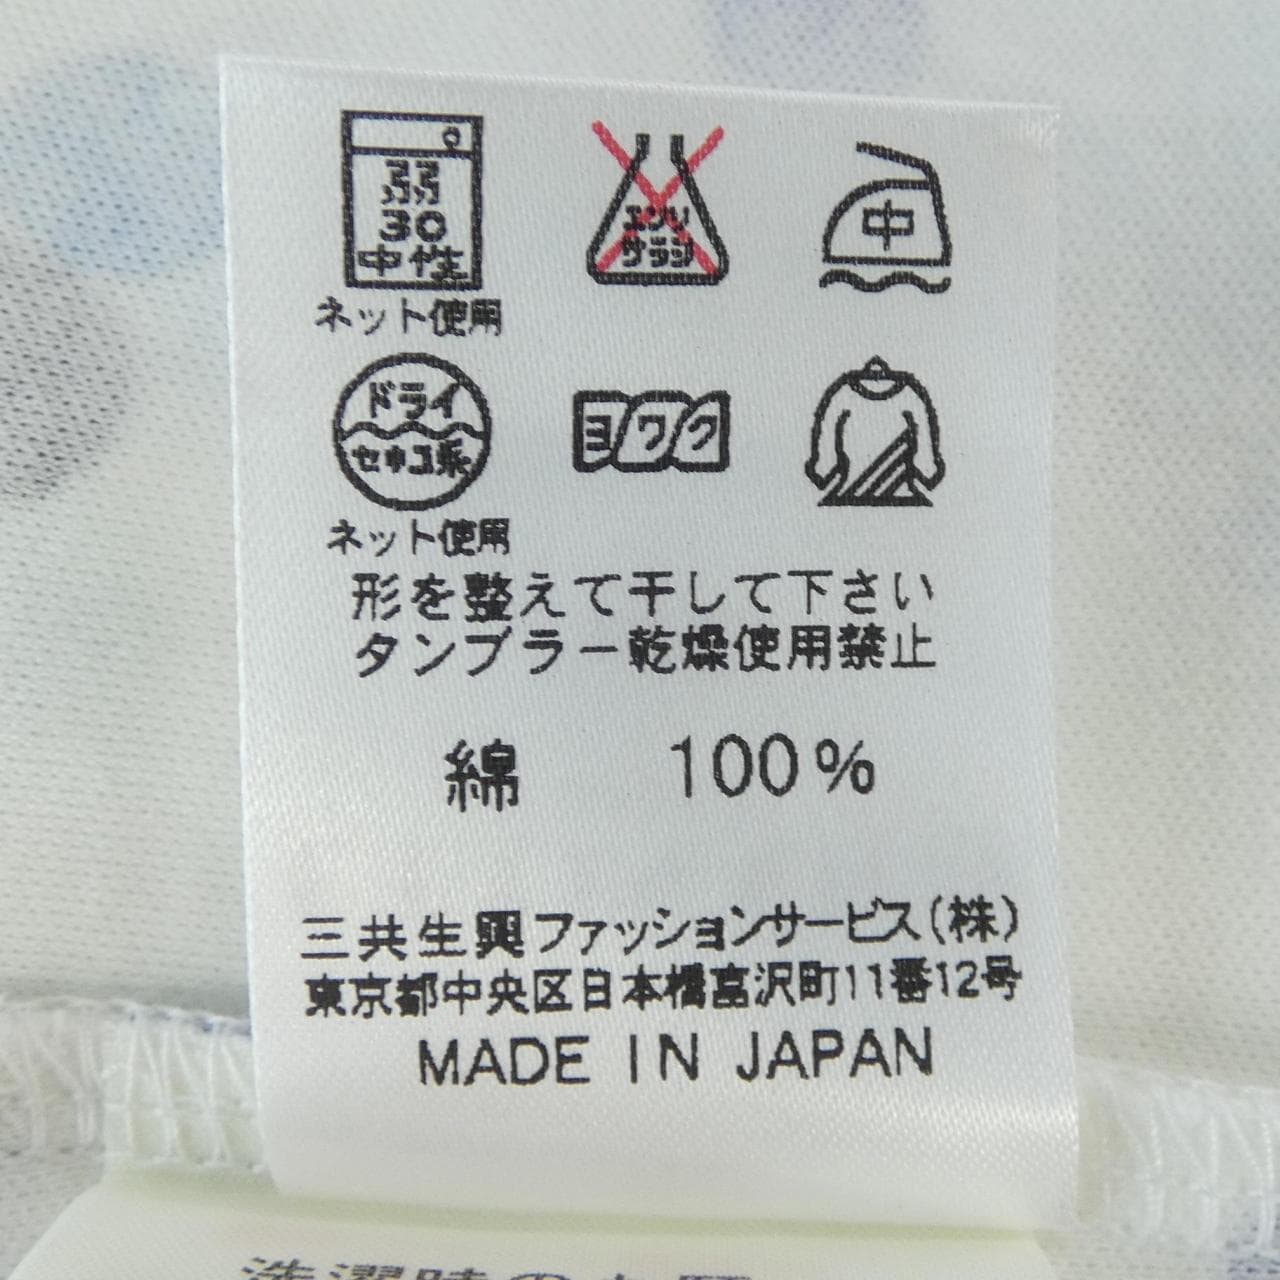 弱
30
中性
ネット使用
エンソ
サラシ
中
ドライ
セキユ系
ネット使用
ヨワク
形を整えて干して下さい
タンブラー乾燥使用禁止
綿 100%
三共生興ファッションサービス(株)
東京都中央区日本橋富沢町11番12号
MADE IN JAPAN
洗濯時の